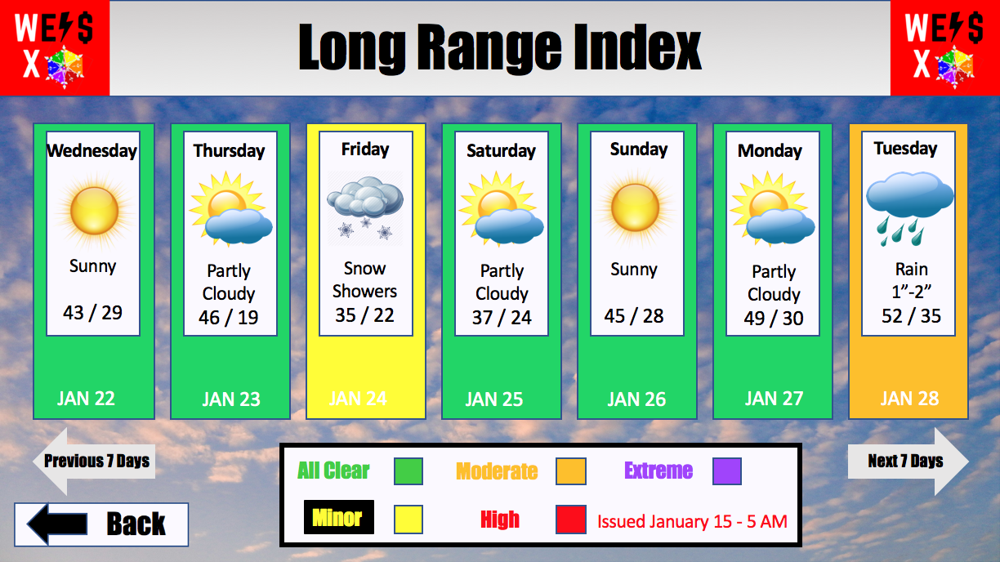 WE⚡$
X
Long Range Index
WE⚡$
X
Wednesday
Sunny
43 / 29
JAN 22
Thursday
Partly
Cloudy
46 / 19
JAN 23
Friday
Snow
Showers
35 / 22
JAN 24
Saturday
Partly
Cloudy
37 / 24
JAN 25
Sunday
Sunny
45 / 28
JAN 26
Monday
Partly
Cloudy
49 / 30
JAN 27
Tuesday
Rain
1”-2”
52 / 35
JAN 28
Previous 7 Days
Next 7 Days
All Clear
Moderate
Extreme
Minor
High
Issued January 15 - 5 AM
Back